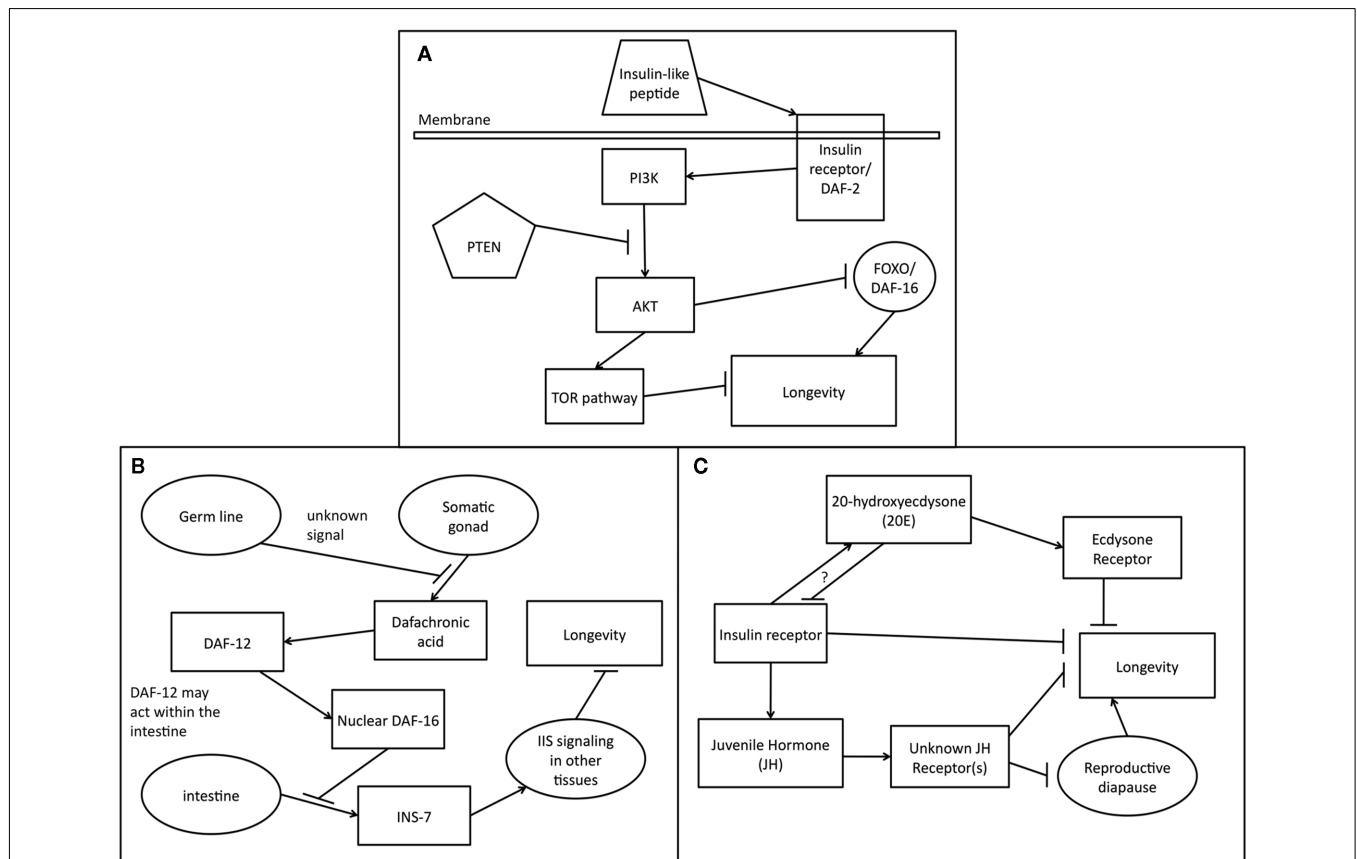 A
Insulin-like
peptide
Membrane
Insulin
receptor/
DAF-2
PI3K
PTEN
FOXO/
DAF-16
AKT
TOR pathway
Longevity
B
Germ line
unknown
signal
Somatic
gonad
Dafachronic
acid
DAF-12
Longevity
DAF-12 may
act within the
intestine
Nuclear DAF-16
IIS signaling
in other
tissues
intestine
INS-7
C
20-hydroxyecdysone
(20E)
Ecdysone
Receptor
?
Insulin receptor
Longevity
Juvenile Hormone
(JH)
Unknown JH
Receptor(s)
Reproductive
diapause